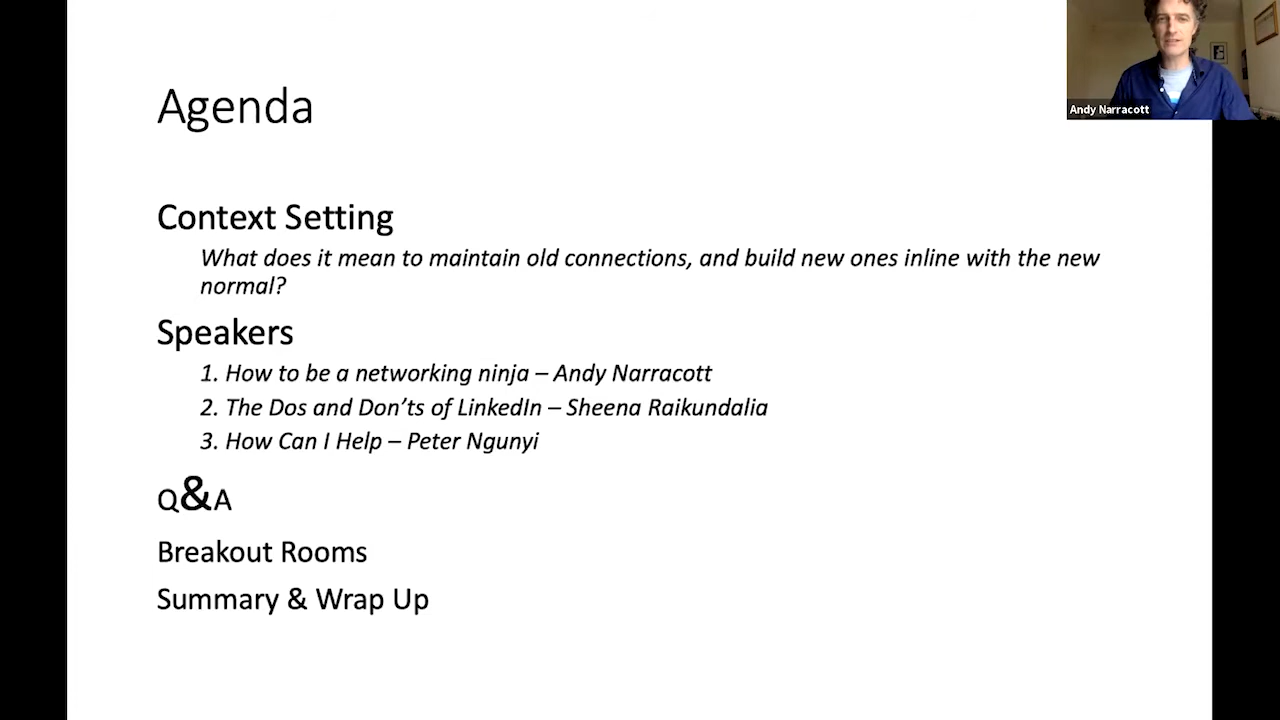 Agenda
Andy Narracott
Context Setting
What does it mean to maintain old connections, and build new ones inline with the new
normal?
Speakers
1. How to be a networking ninja – Andy Narracott
2. The Dos and Don’ts of LinkedIn – Sheena Raikundalia
3. How Can I Help – Peter Ngunyi
Q&A
Breakout Rooms
Summary & Wrap Up